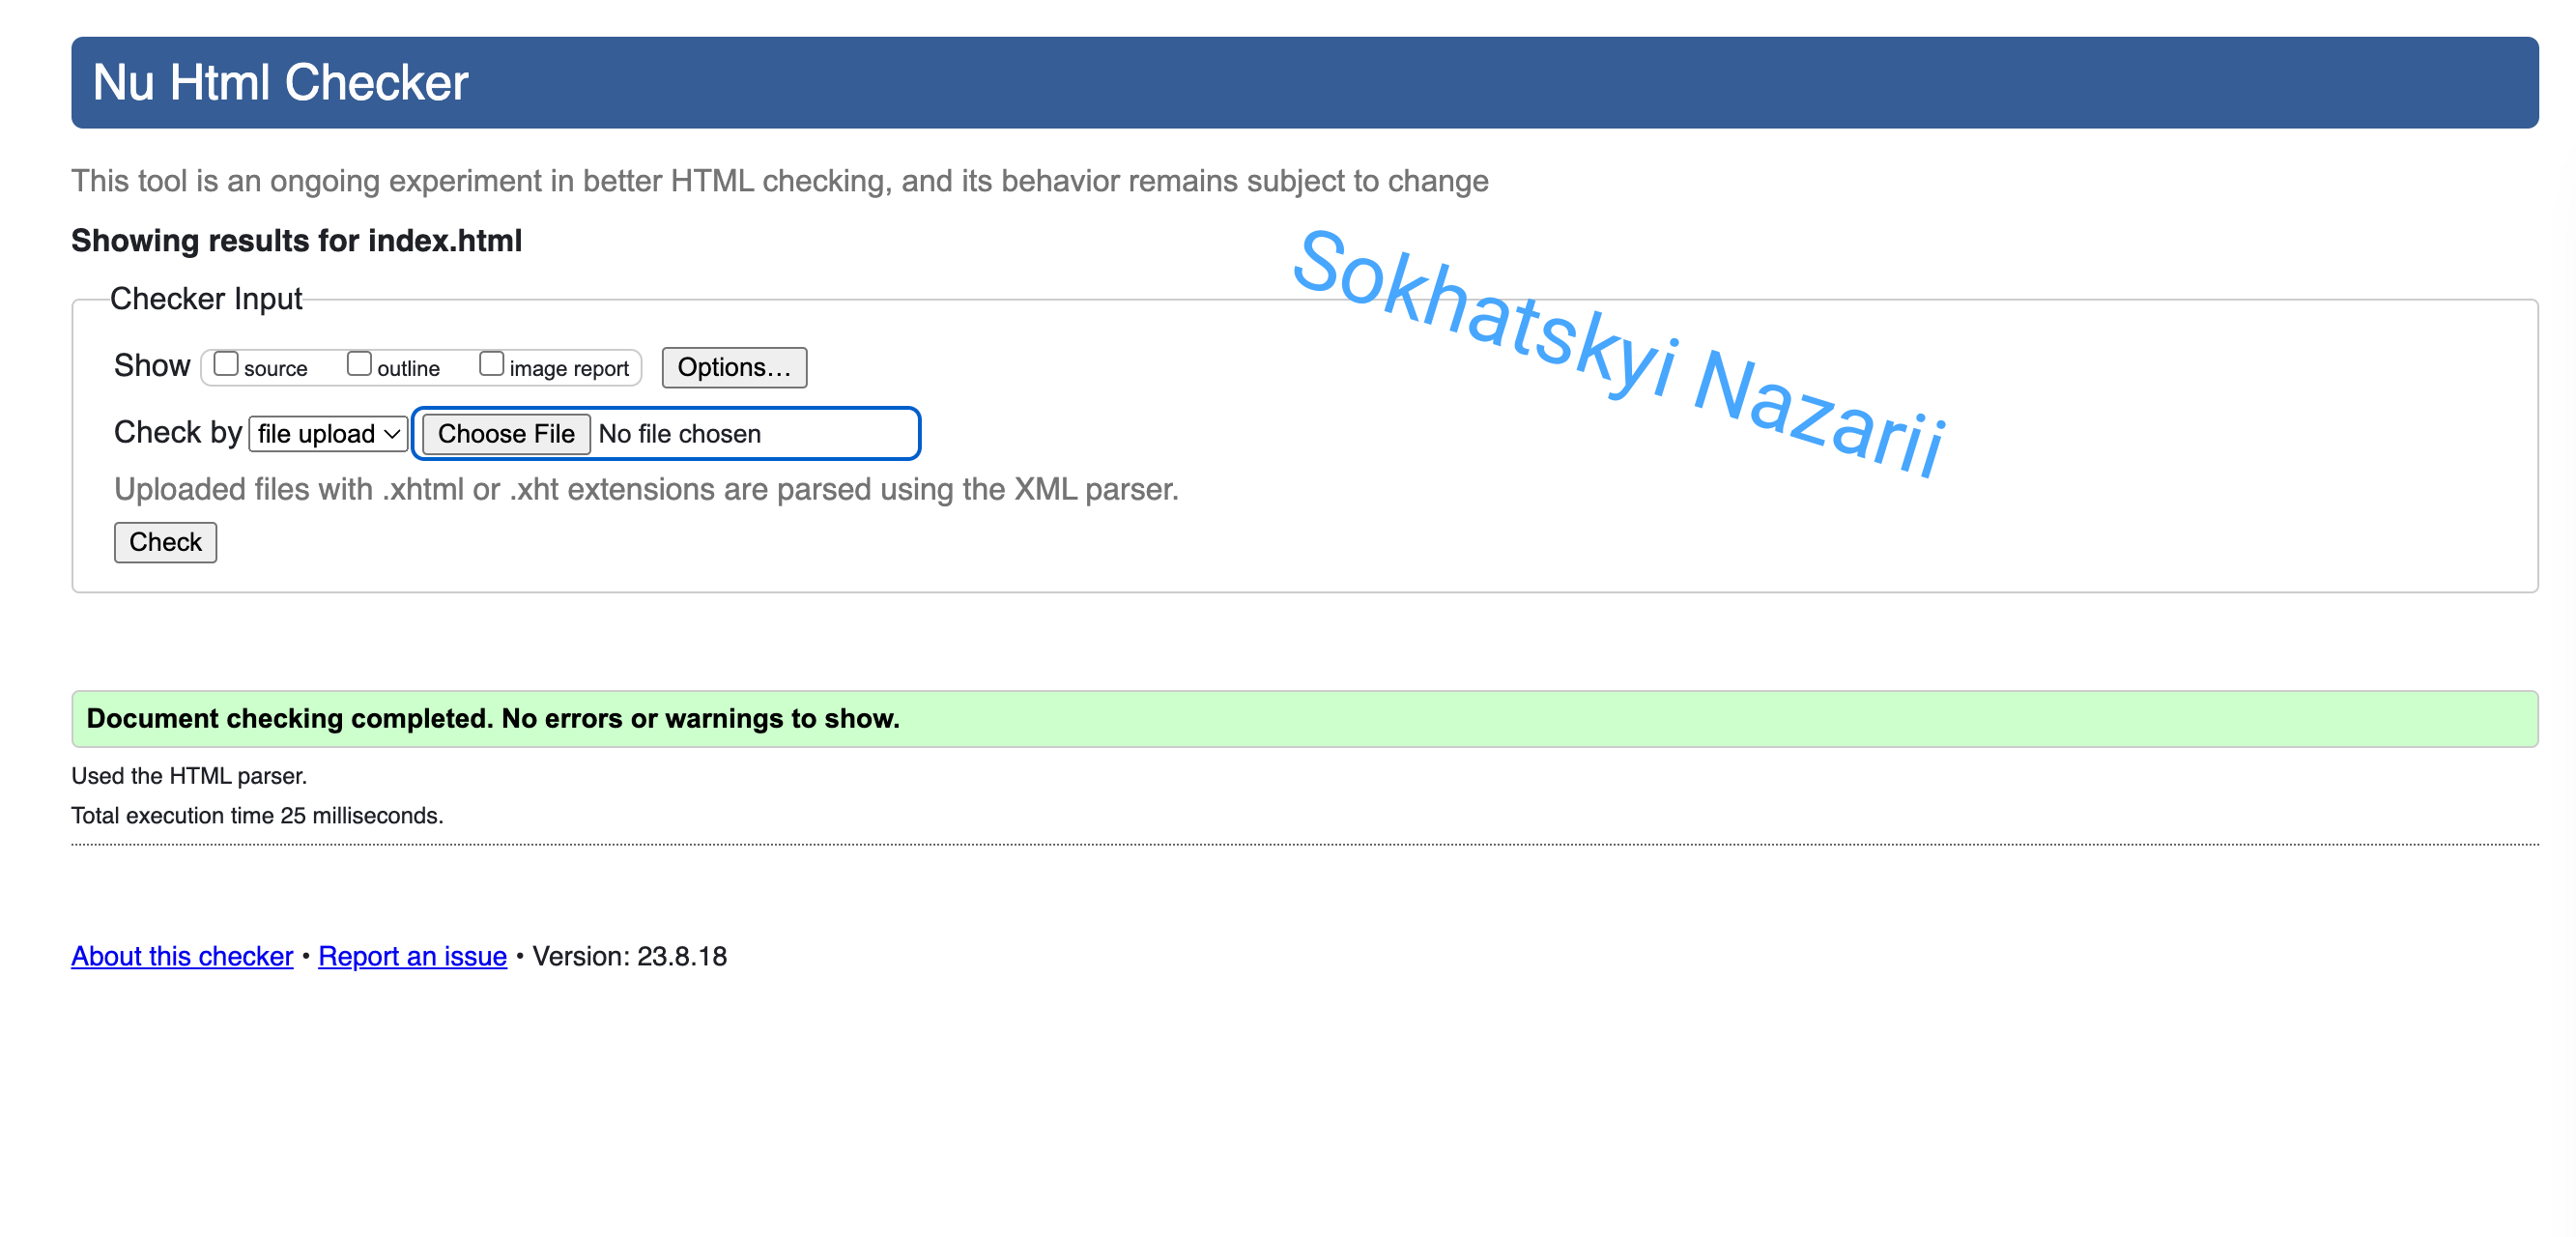 Nu Html Checker
This tool is an ongoing experiment in better HTML checking, and its behavior remains subject to change
Showing results for index.html
Sokhatskyi Nazarii
Checker Input
Show source outline image report Options...
Check by file upload Choose File No file chosen
Uploaded files with .xhtml or .xht extensions are parsed using the XML parser.
Check
Document checking completed. No errors or warnings to show.
Used the HTML parser.
Total execution time 25 milliseconds.
About this checker • Report an issue • Version: 23.8.18